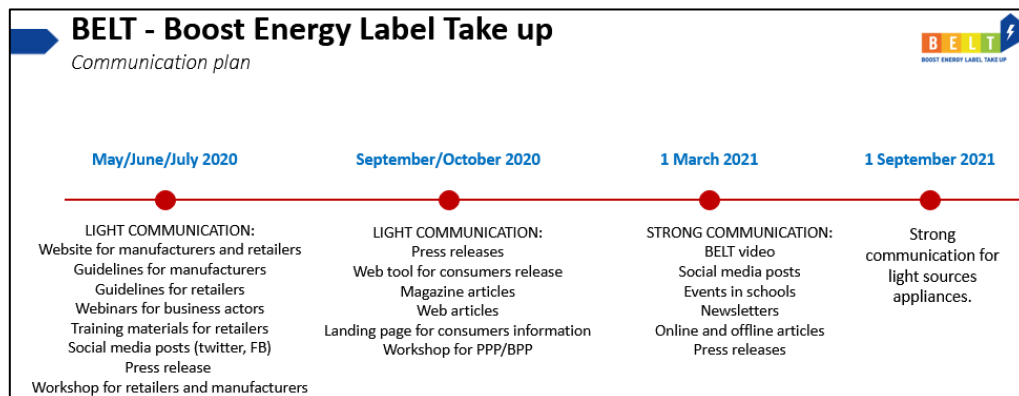 BELT - Boost Energy Label Take up
Communication plan
B E L T
BOOST ENERGY LABEL TAKE UP
May/June/July 2020
LIGHT COMMUNICATION:
Website for manufacturers and retailers
Guidelines for manufacturers
Guidelines for retailers
Webinars for business actors
Training materials for retailers
Social media posts (twitter, FB)
Press release
Workshop for retailers and manufacturers
September/October 2020
LIGHT COMMUNICATION:
Press releases
Web tool for consumers release
Magazine articles
Web articles
Landing page for consumers information
Workshop for PPP/BPP
1 March 2021
STRONG COMMUNICATION:
BELT video
Social media posts
Events in schools
Newsletters
Online and offline articles
Press releases
1 September 2021
Strong
communication for
light sources
appliances.